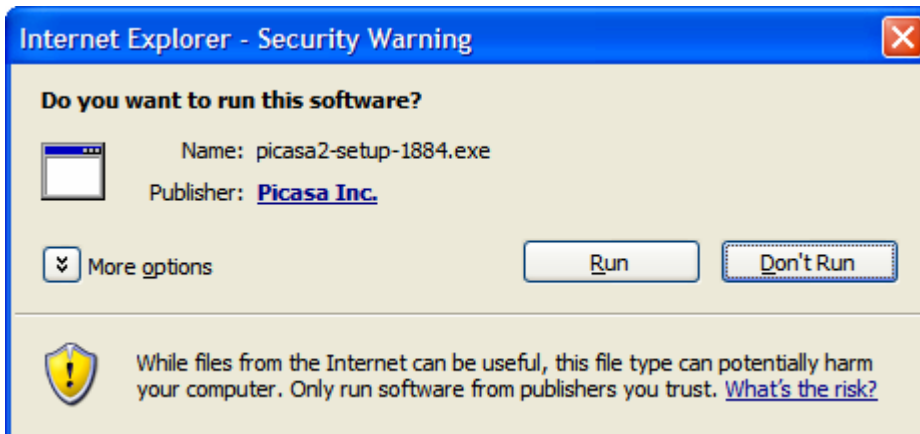 Internet Explorer - Security Warning
Do you want to run this software?
Name: picasa2-setup-1884.exe
Publisher: Picasa Inc.
More options
Run
Don't Run
While files from the Internet can be useful, this file type can potentially harm
your computer. Only run software from publishers you trust. What's the risk?